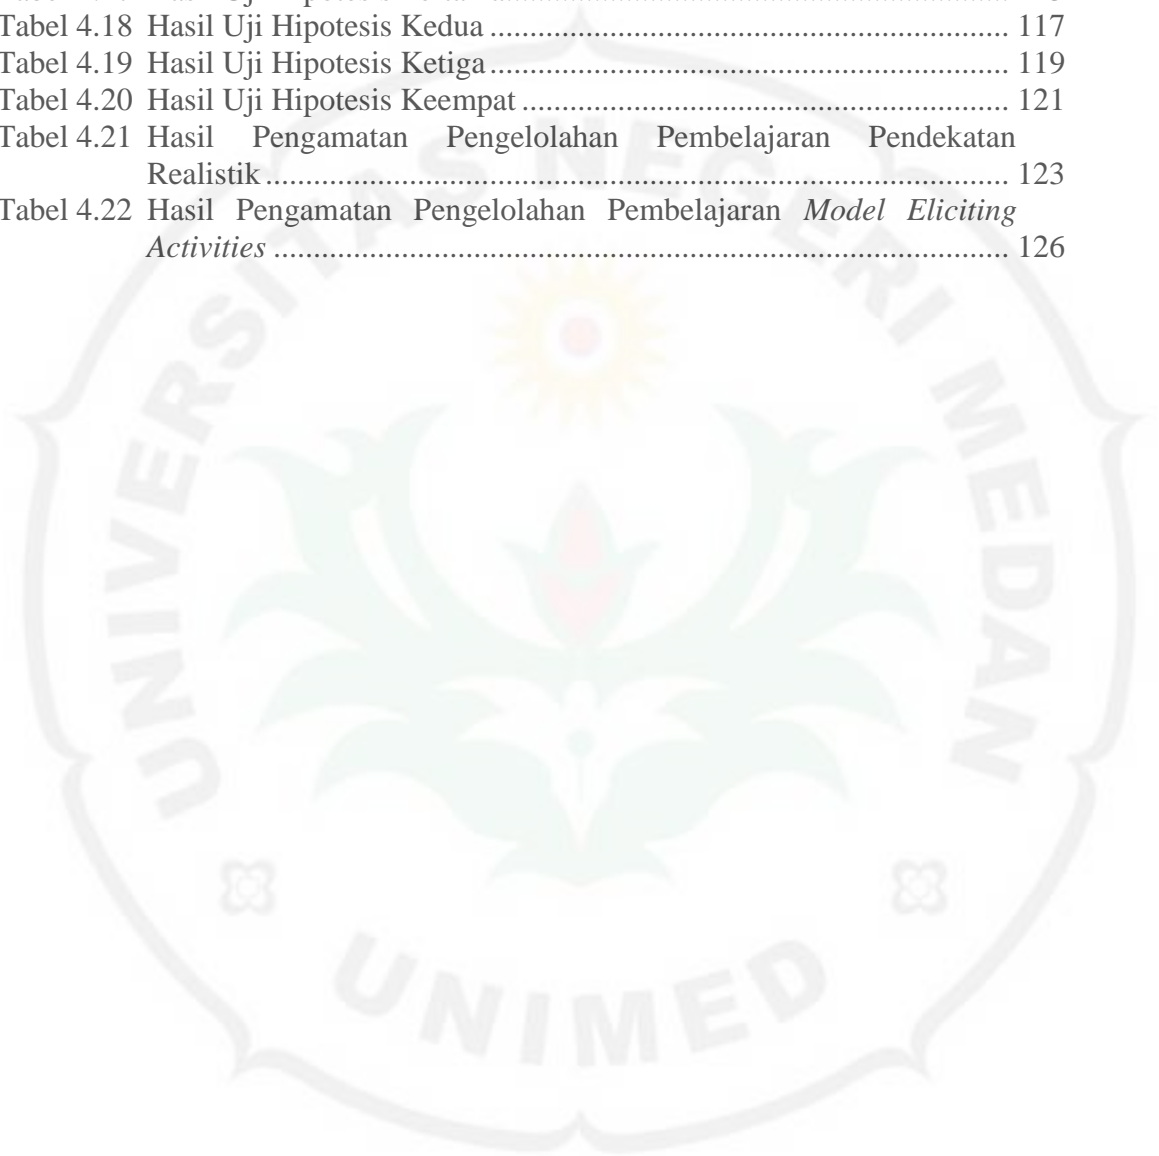 Tabel 4.18 Hasil Uji Hipotesis Kedua ................................................................ 117
Tabel 4.19 Hasil Uji Hipotesis Ketiga ................................................................ 119
Tabel 4.20 Hasil Uji Hipotesis Keempat ............................................................ 121
Tabel 4.21 Hasil Pengamatan Pengelolahan Pembelajaran Pendekatan
Realistik ............................................................................................. 123
Tabel 4.22 Hasil Pengamatan Pengelolahan Pembelajaran Model Eliciting
Activities ............................................................................................ 126
UNIVERSITAS NEGERI MEDAN
UNIMED